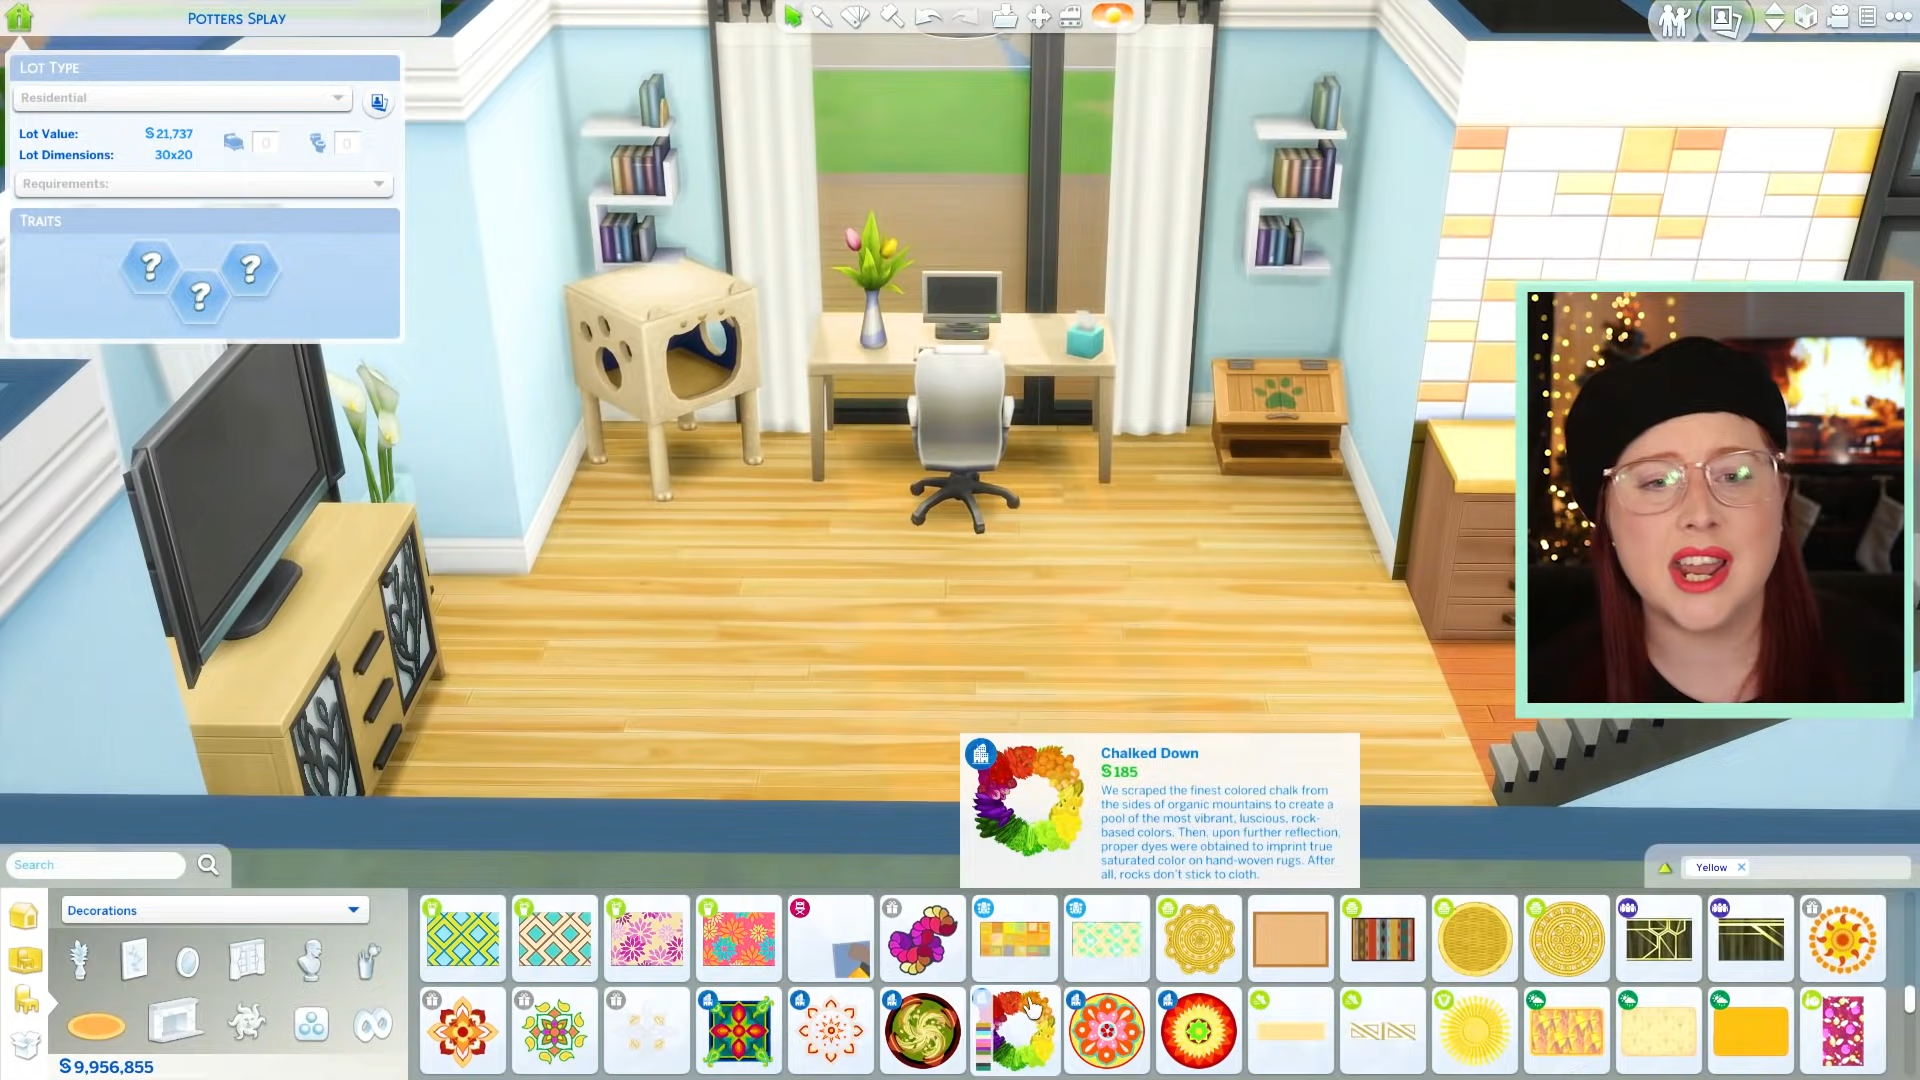 POTTERS SPLAY
LOT TYPE
Residential
Lot Value: §21,737
0
0
Lot Dimensions: 30x20
Requirements:
TRAITS
?
?
?
Chalked Down
§185
We scraped the finest colored chalk from
the sides of organic mountains to create a
pool of the most vibrant, luscious, rock-
based colors. Then, upon further reflection,
proper dyes were obtained to imprint true
saturated color on hand-woven rugs. After
all, rocks don't stick to cloth.
Search
Yellow ×
Decorations
§9,956,855